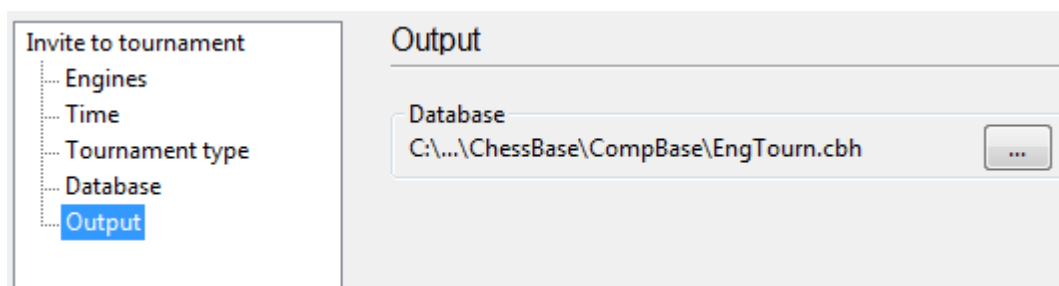 Invite to tournament
Engines
Time
Tournament type
Database
Output
Output
Database
C:\...\ChessBase\CompBase\EngTourn.cbh
...